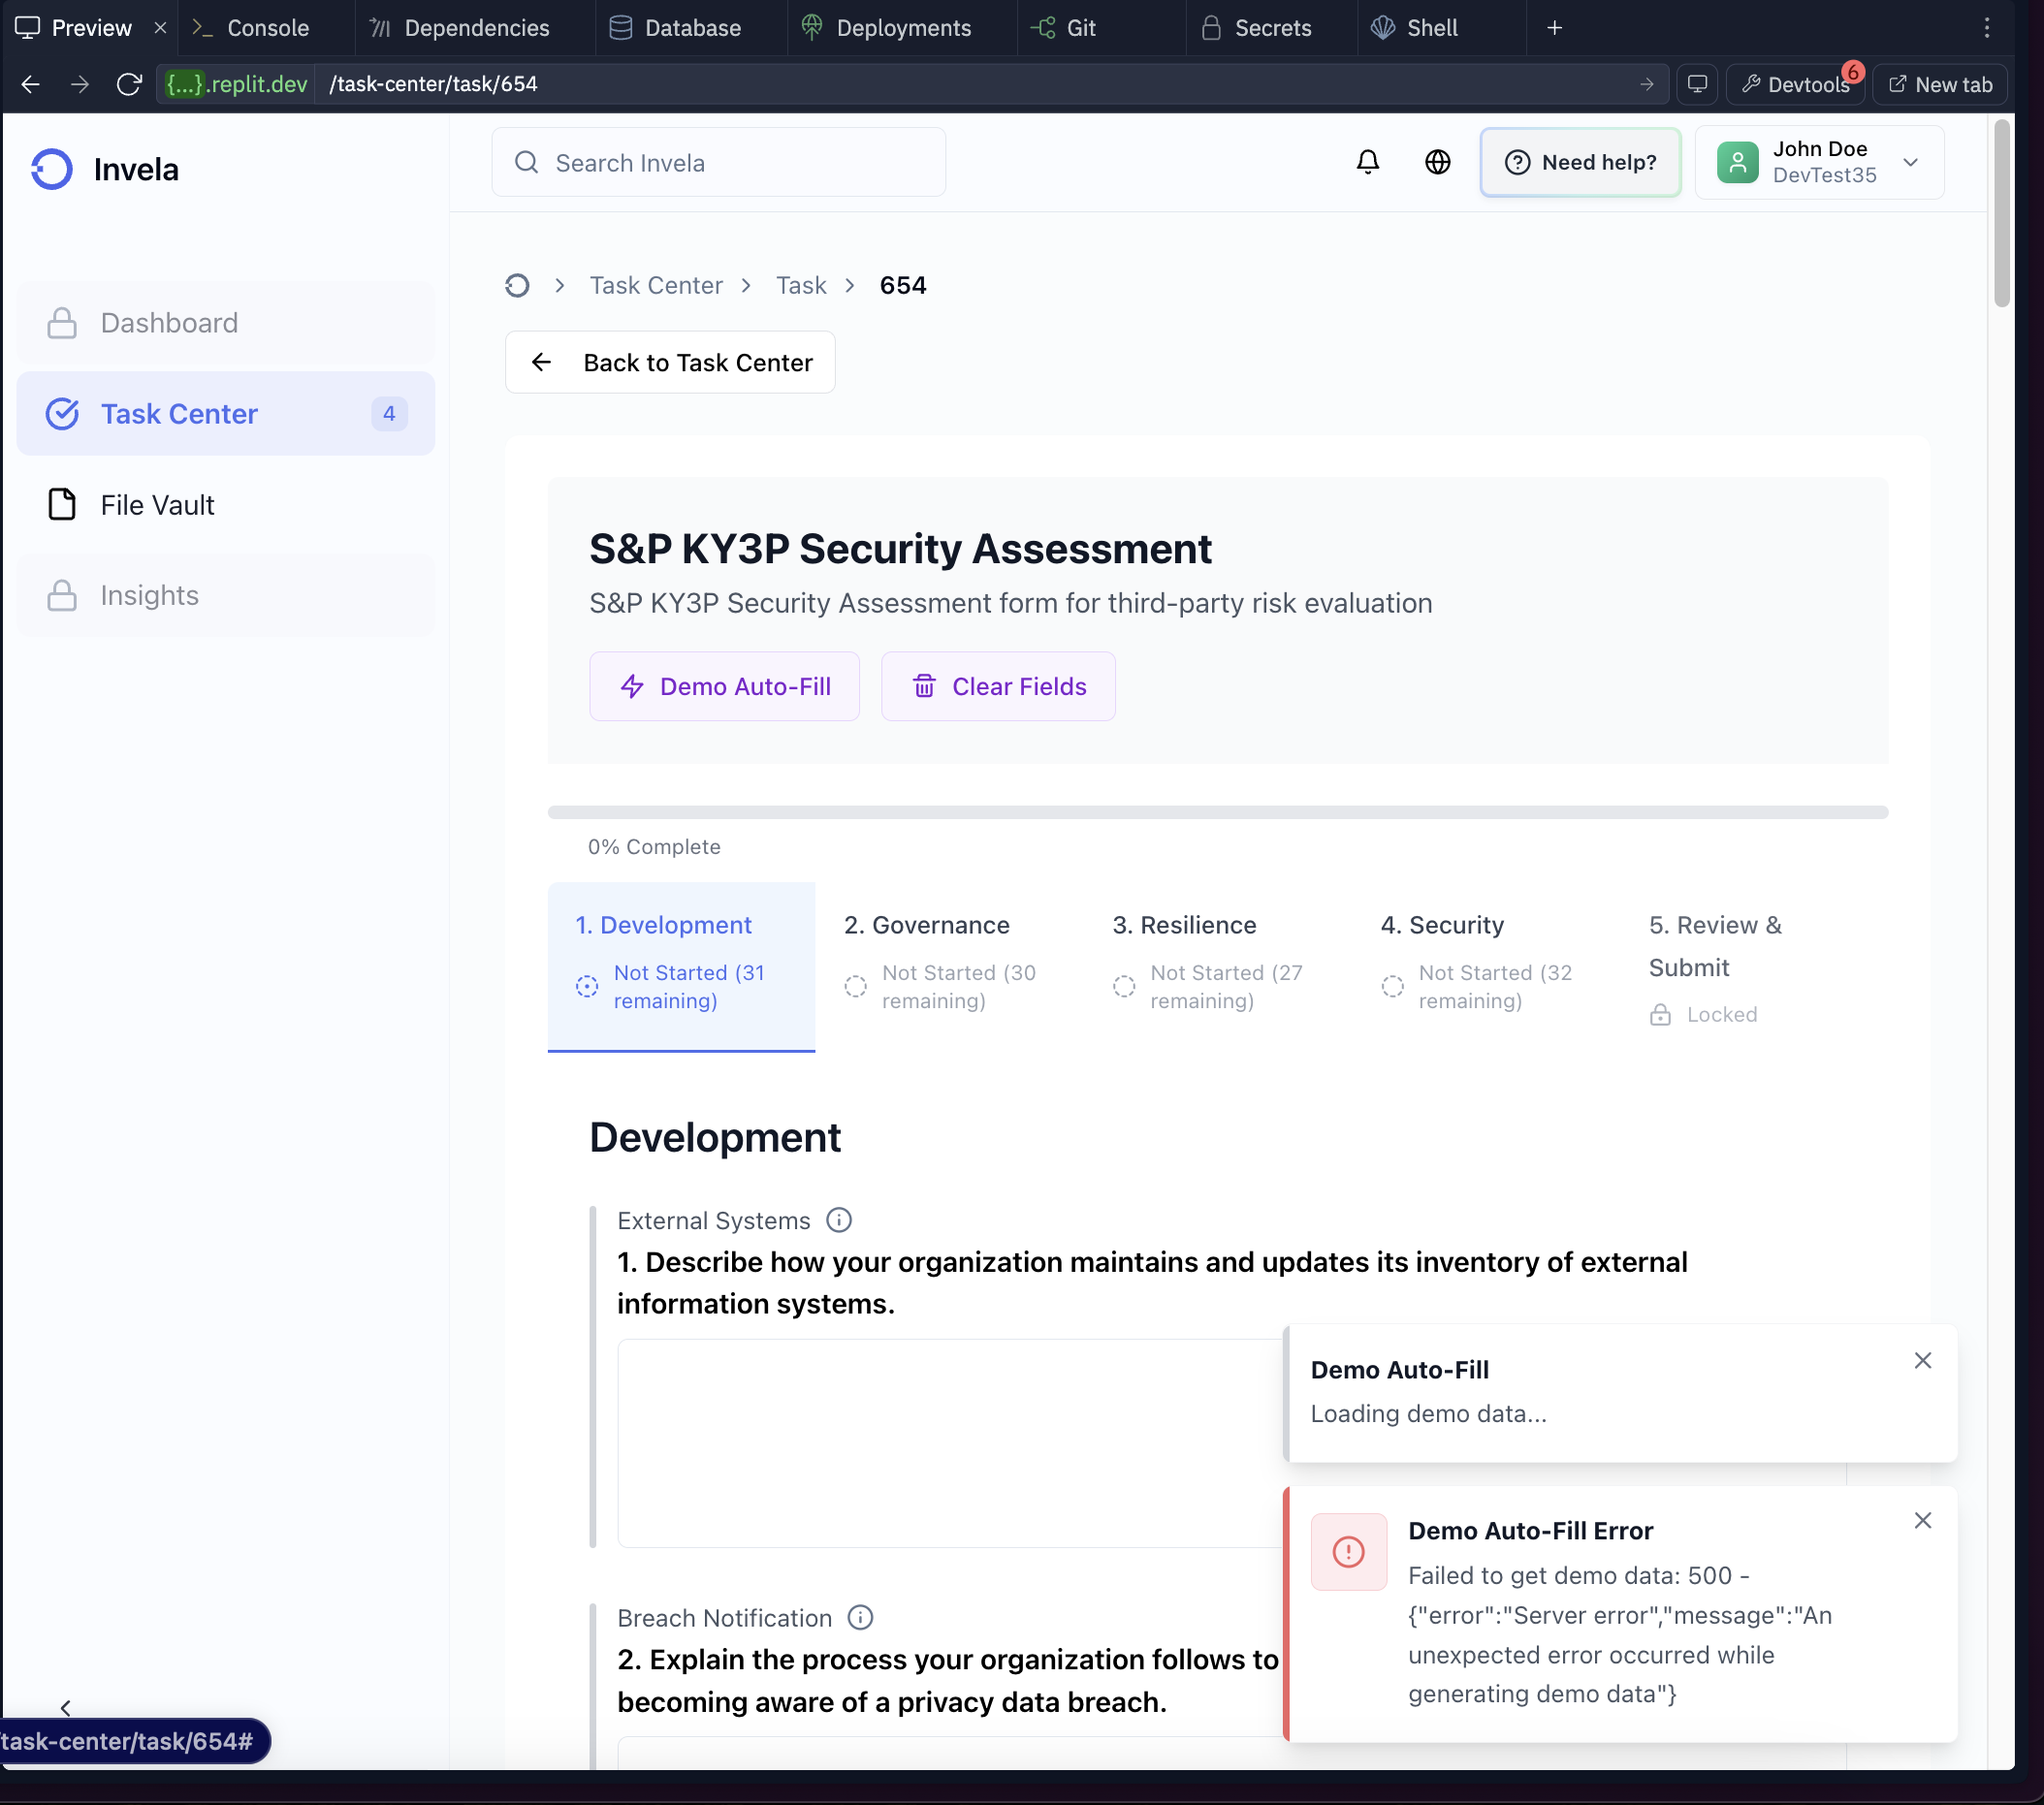 Preview
Console
Dependencies
Database
Deployments
Git
Secrets
Shell
{...}.replit.dev
/task-center/task/654
Devtools
6
New tab
Invela
Search Invela
Need help?
John Doe
DevTest35
Dashboard
Task Center
4
File Vault
Insights
Task Center
Task
654
Back to Task Center
S&P KY3P Security Assessment
S&P KY3P Security Assessment form for third-party risk evaluation
Demo Auto-Fill
Clear Fields
0% Complete
1. Development
Not Started (31
remaining)
2. Governance
Not Started (30
remaining)
3. Resilience
Not Started (27
remaining)
4. Security
Not Started (32
remaining)
5. Review &
Submit
Locked
Development
External Systems
1. Describe how your organization maintains and updates its inventory of external
information systems.
Breach Notification
2. Explain the process your organization follows to
becoming aware of a privacy data breach.
Demo Auto-Fill
Loading demo data...
Demo Auto-Fill Error
Failed to get demo data: 500 -
{"error":"Server error","message":"An
unexpected error occurred while
generating demo data"}
task-center/task/654#